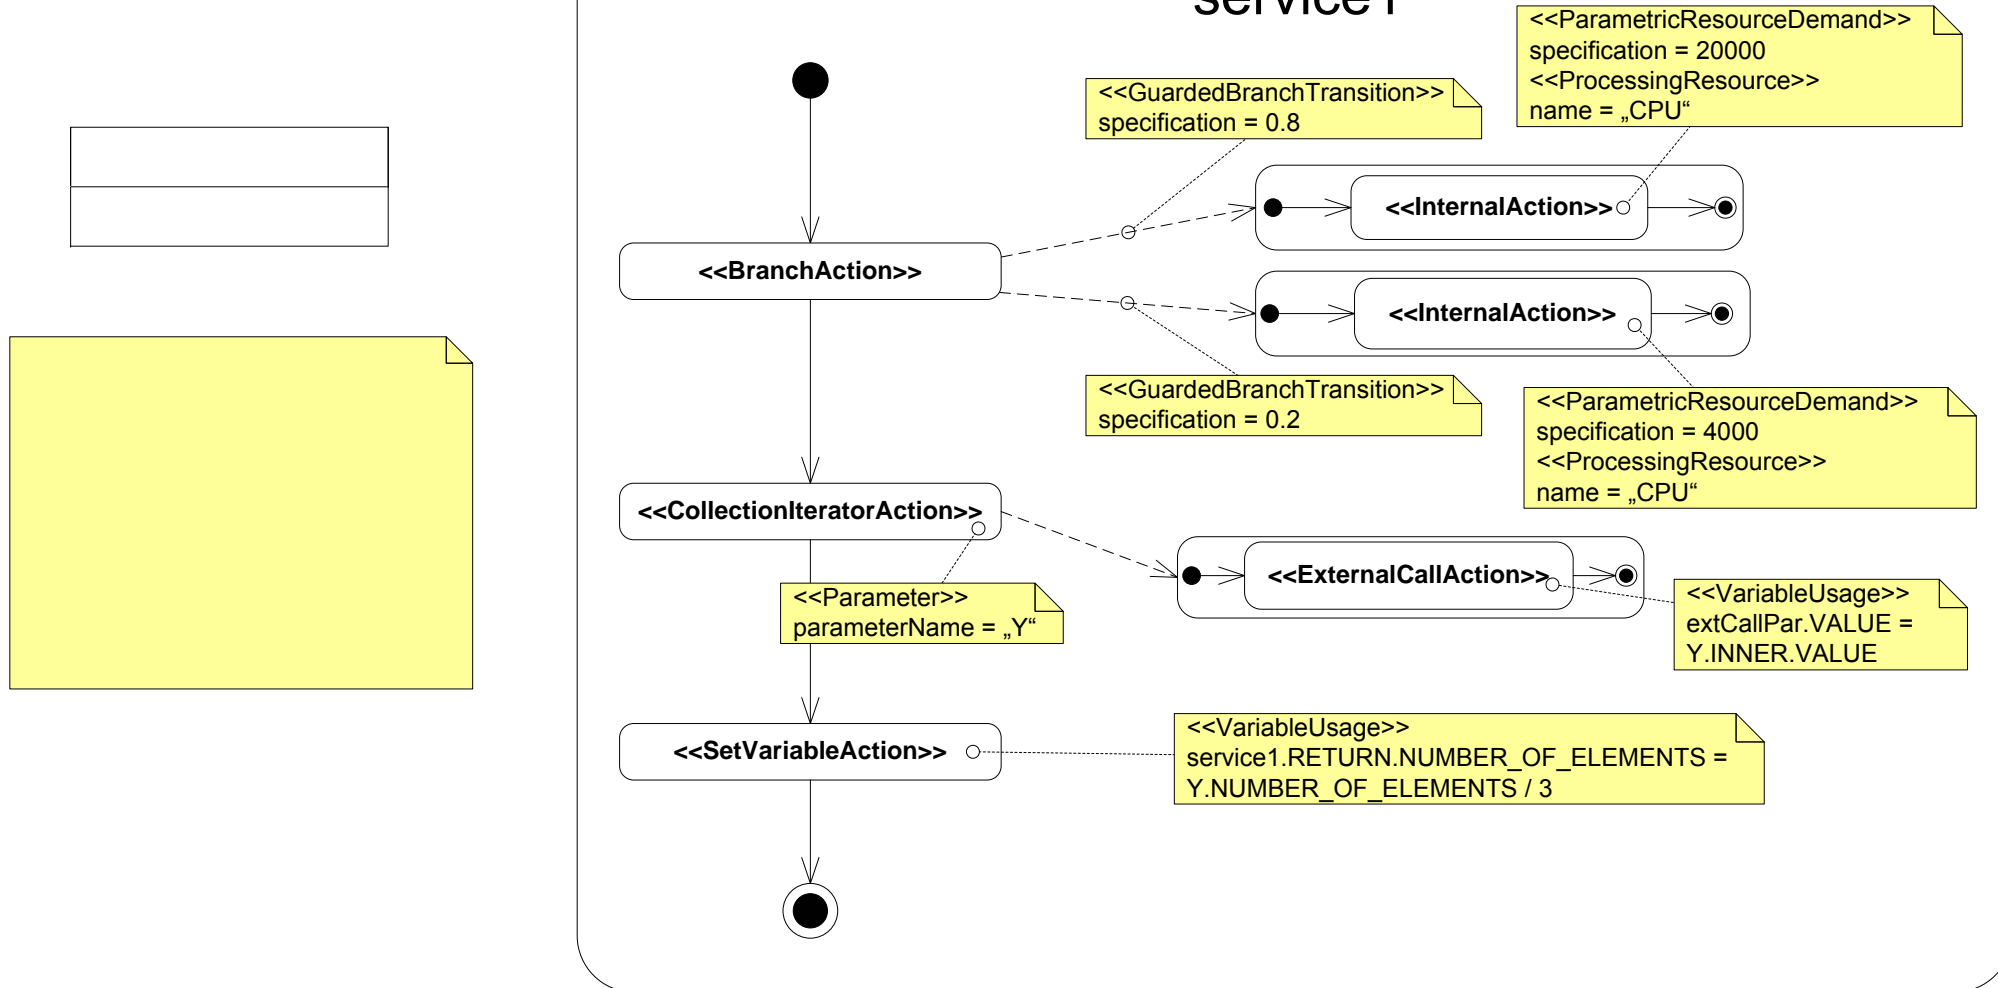 service1
<<ParametricResourceDemand>>
specification = 20000
<<ProcessingResource>>
name = „CPU“
<<GuardedBranchTransition>>
specification = 0.8
<<InternalAction>>
<<BranchAction>>
<<InternalAction>>
<<GuardedBranchTransition>>
specification = 0.2
<<ParametricResourceDemand>>
specification = 4000
<<ProcessingResource>>
name = „CPU“
<<CollectionIteratorAction>>
<<ExternalCallAction>>
<<Parameter>>
parameterName = „Y“
<<VariableUsage>>
extCallPar.VALUE =
Y.INNER.VALUE
<<SetVariableAction>>
<<VariableUsage>>
service1.RETURN.NUMBER_OF_ELEMENTS =
Y.NUMBER_OF_ELEMENTS / 3